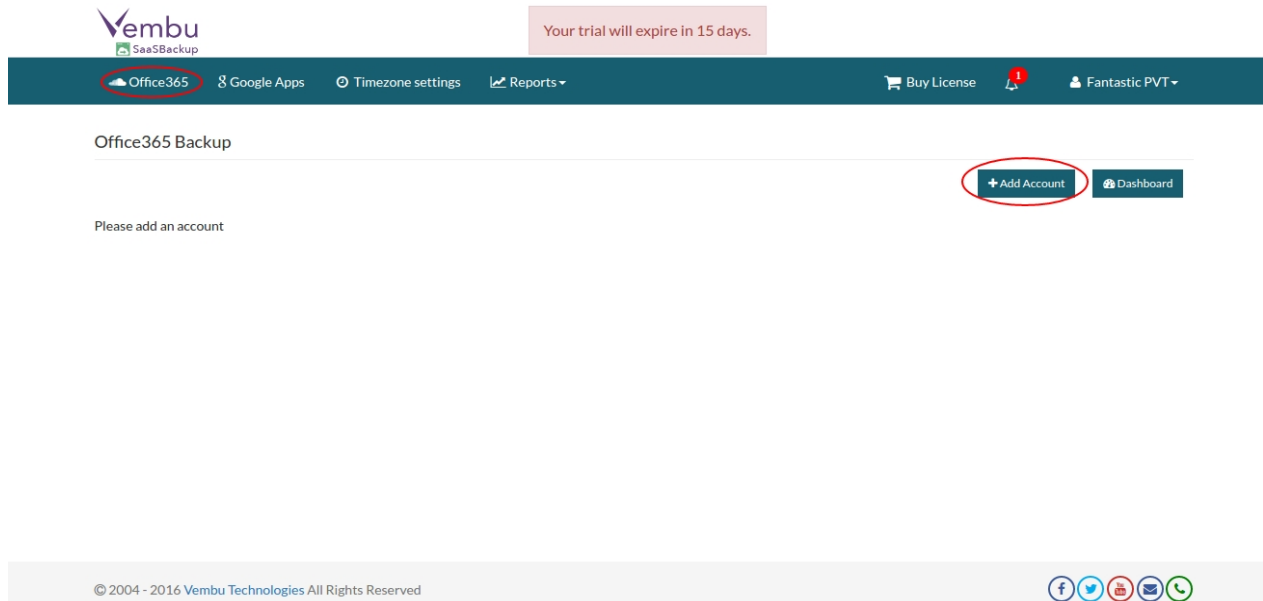 Vembu
SaaSBackup
Your trial will expire in 15 days.
Office365 Google Apps Timezone settings Reports Buy License 1 Fantastic PVT
Office365 Backup
+ Add Account Dashboard
Please add an account
© 2004 - 2016 Vembu Technologies All Rights Reserved